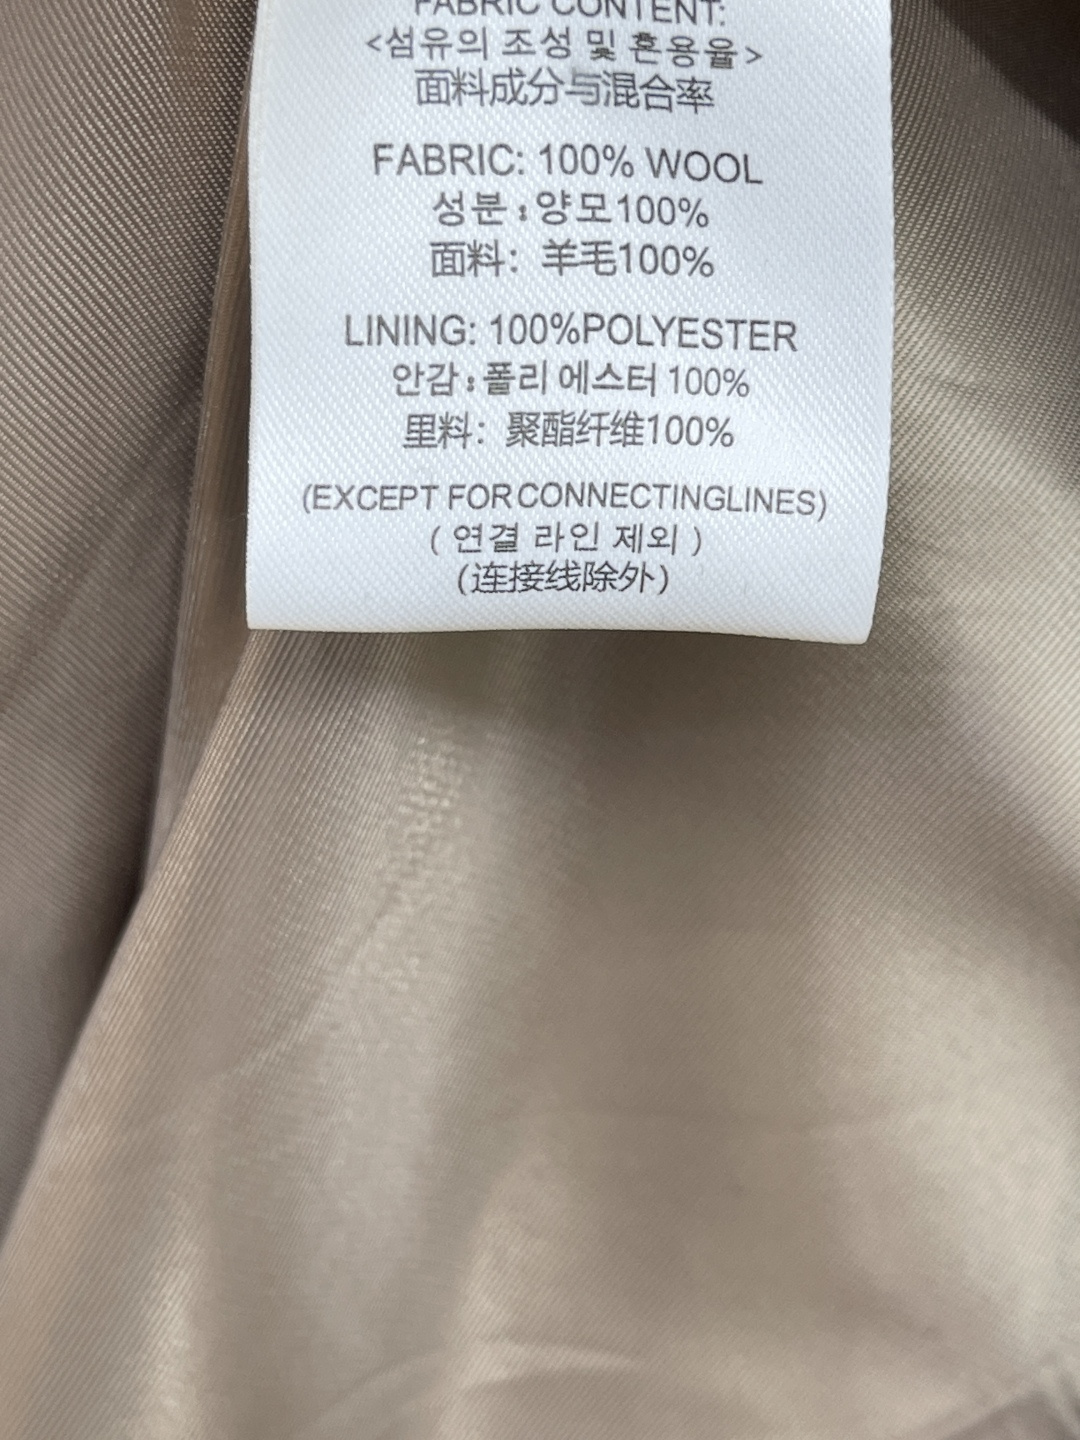 FABRIC CONTENT:
<섬유의 조성 및 혼용율>
面料成分与混合率
FABRIC: 100% WOOL
성분:양모100%
面料：羊毛100%
LINING: 100%POLYESTER
안감:폴리에스터 100%
里料：聚酯纤维100%
(EXCEPT FOR CONNECTINGLINES)
( 연결 라인 제외 )
(连接线除外)